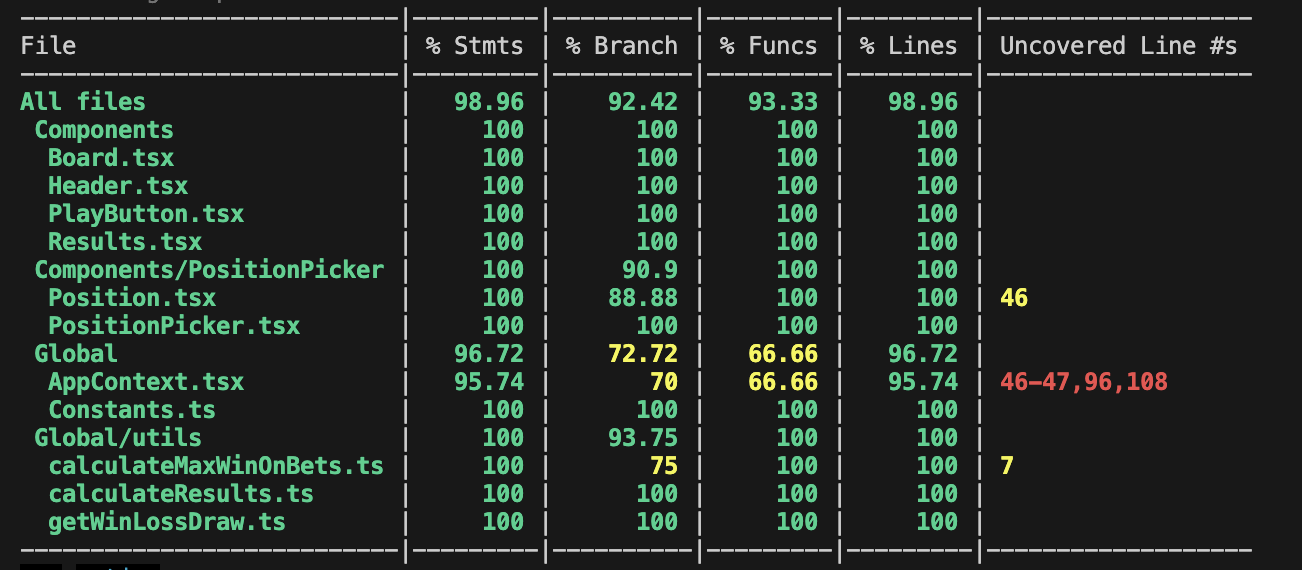 File | % Stmts | % Branch | % Funcs | % Lines | Uncovered Line #s
All files | 98.96 | 92.42 | 93.33 | 98.96 |
Components | 100 | 100 | 100 | 100 |
Board.tsx | 100 | 100 | 100 | 100 |
Header.tsx | 100 | 100 | 100 | 100 |
PlayButton.tsx | 100 | 100 | 100 | 100 |
Results.tsx | 100 | 100 | 100 | 100 |
Components/PositionPicker | 100 | 90.9 | 100 | 100 |
Position.tsx | 100 | 88.88 | 100 | 100 | 46
PositionPicker.tsx | 100 | 100 | 100 | 100 |
Global | 96.72 | 72.72 | 66.66 | 96.72 |
AppContext.tsx | 95.74 | 70 | 66.66 | 95.74 | 46-47,96,108
Constants.ts | 100 | 100 | 100 | 100 |
Global/utils | 100 | 93.75 | 100 | 100 |
calculateMaxWinOnBets.ts | 100 | 75 | 100 | 100 | 7
calculateResults.ts | 100 | 100 | 100 | 100 |
getWinLossDraw.ts | 100 | 100 | 100 | 100 |